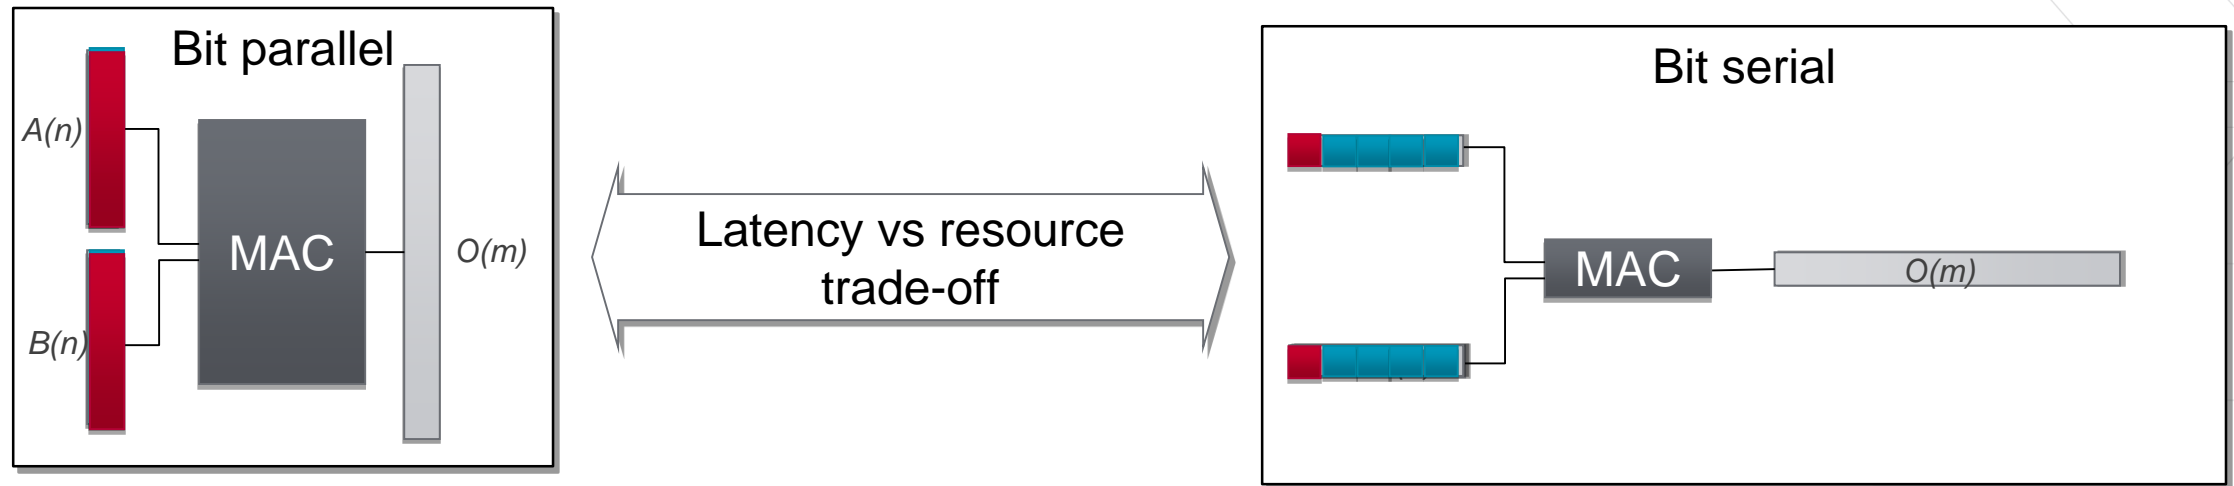 Bit parallel
A(n)
MAC
O(m)
B(n)
Latency vs resource
trade-off
Bit serial
MAC
O(m)